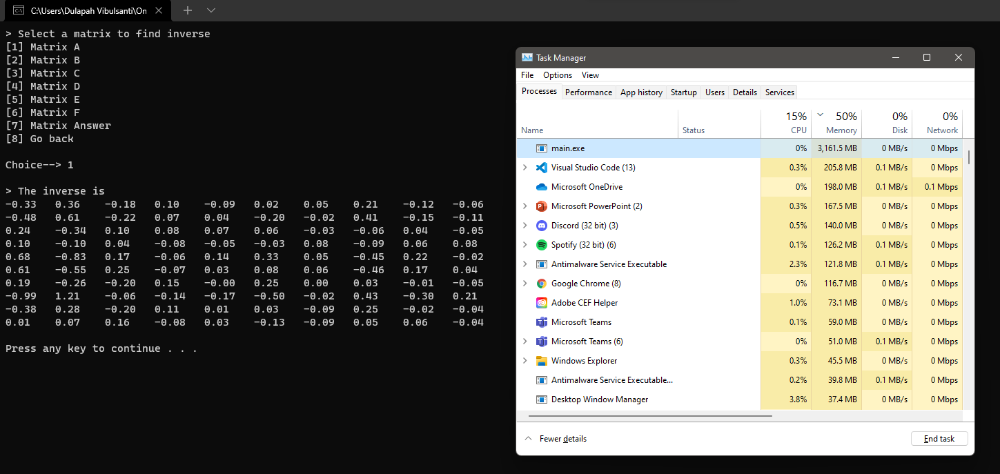 C:\Users\Dulapah Vibulsanti\On
> Select a matrix to find inverse
[1] Matrix A
[2] Matrix B
[3] Matrix C
[4] Matrix D
[5] Matrix E
[6] Matrix F
[7] Matrix Answer
[8] Go back
Choice--> 1
> The inverse is
-0.33 0.36 -0.18 0.10 -0.09 0.02 0.05 0.21 -0.12 -0.06
-0.48 0.61 -0.22 0.07 0.04 -0.20 -0.02 0.41 -0.15 -0.11
0.24 -0.34 0.10 0.08 0.07 0.06 -0.03 -0.06 0.04 -0.05
0.10 -0.10 0.04 -0.08 -0.05 -0.03 0.08 -0.09 0.06 0.08
0.68 -0.83 0.17 -0.06 0.14 0.33 0.05 -0.45 0.22 -0.02
0.61 -0.55 0.25 -0.07 0.03 0.08 0.06 -0.46 0.17 0.04
0.19 -0.26 -0.20 0.15 -0.00 0.25 0.00 0.03 -0.01 -0.05
-0.99 1.21 -0.06 -0.14 -0.17 -0.50 -0.02 0.43 -0.30 0.21
-0.38 0.28 -0.20 0.11 0.01 0.03 -0.09 0.25 -0.02 -0.04
0.01 0.07 0.16 -0.08 0.03 -0.13 -0.09 0.05 0.06 -0.04
Press any key to continue . . .
Task Manager
File Options View
Processes Performance App history Startup Users Details Services
15% 50% 0% 0%
Name Status CPU Memory Disk Network
main.exe 0% 3,161.5 MB 0 MB/s 0 Mbps
Visual Studio Code (13) 0.3% 205.8 MB 0.1 MB/s 0 Mbps
Microsoft OneDrive 0% 198.0 MB 0.1 MB/s 0.1 Mbps
Microsoft PowerPoint (2) 0.3% 167.5 MB 0 MB/s 0 Mbps
Discord (32 bit) (3) 0.5% 140.0 MB 0 MB/s 0 Mbps
Spotify (32 bit) (6) 0.1% 126.2 MB 0.1 MB/s 0 Mbps
Antimalware Service Executable 2.3% 121.8 MB 0.1 MB/s 0 Mbps
Google Chrome (8) 0% 116.7 MB 0 MB/s 0 Mbps
Adobe CEF Helper 1.0% 73.1 MB 0 MB/s 0 Mbps
Microsoft Teams 0.1% 59.0 MB 0 MB/s 0 Mbps
Microsoft Teams (6) 0% 51.0 MB 0.1 MB/s 0 Mbps
Windows Explorer 0.3% 45.5 MB 0 MB/s 0 Mbps
Antimalware Service Executable... 0.2% 39.8 MB 0.1 MB/s 0 Mbps
Desktop Window Manager 3.8% 37.4 MB 0 MB/s 0 Mbps
Fewer details End task